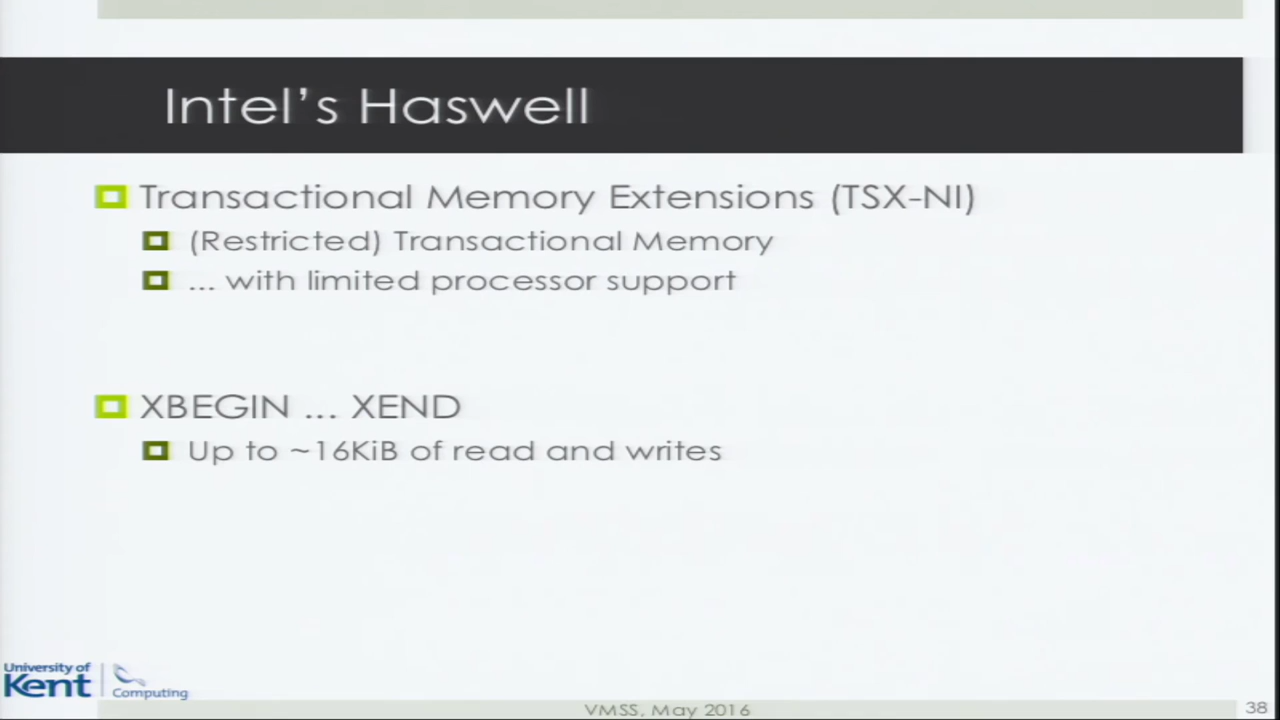 Intel's Haswell
Transactional Memory Extensions (TSX-NI)
(Restricted) Transactional Memory
... with limited processor support
XBEGIN ... XEND
Up to ~16KiB of read and writes
University of
Kent
Computing
VMSS, May 2016
38